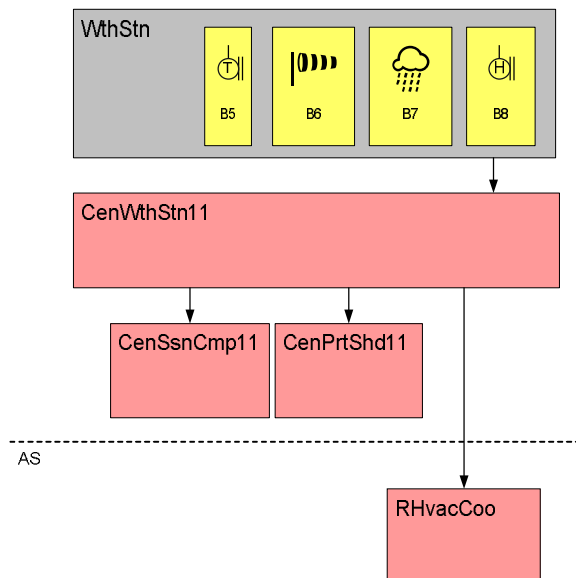 WthStn
T
H
B5
B6
B7
B8
CenWthStn11
CenSsnCmp11
CenPrtShd11
AS
RHvacCoo